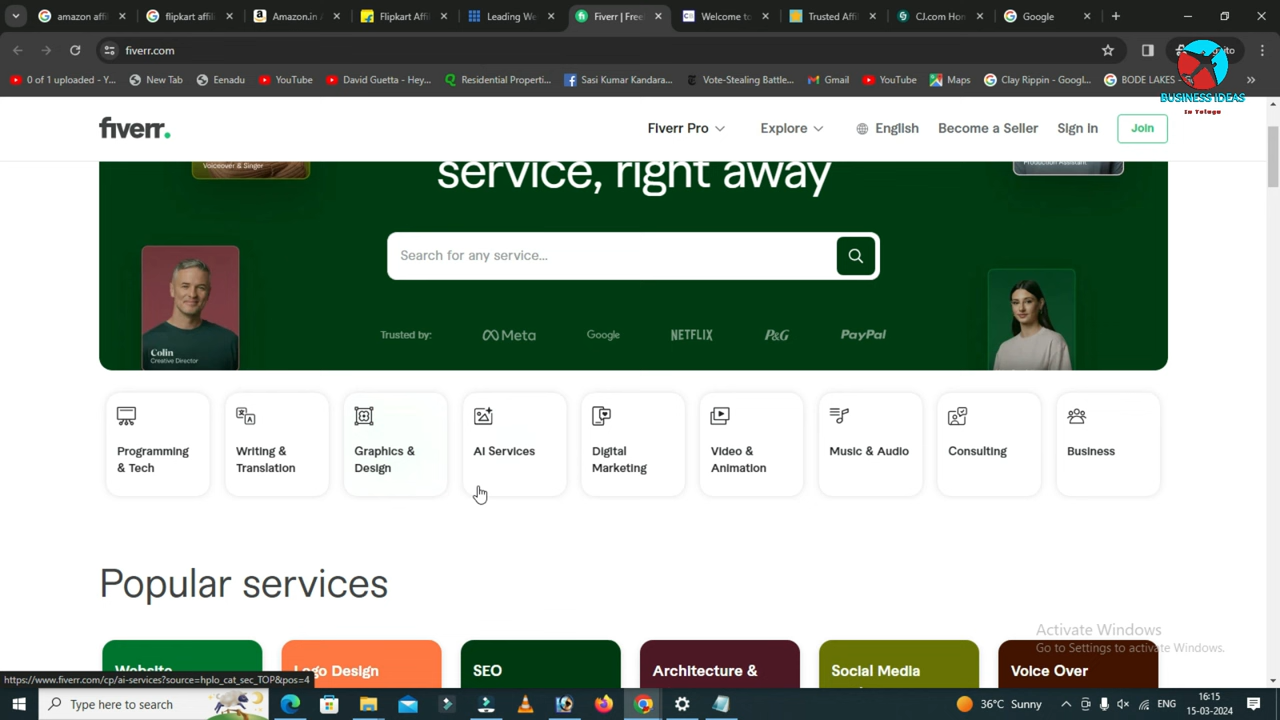 amazon affi
flipkart affil
Amazon.in A
Flipkart Affi
Leading We
Fiverr | Free
Welcome to
Trusted Affi
CJ.com Hon
Google
fiverr.com
0 of 1 uploaded - Y...
New Tab
Eenadu
YouTube
David Guetta - Hey...
Residential Properti...
Sasi Kumar Kandara...
Vote-Stealing Battle...
Gmail
YouTube
Maps
Clay Rippin - Googl...
BODE LAKES -
BUSINESS IDEAS
In Telugu
fiverr.
Fiverr Pro
Explore
English
Become a Seller
Sign In
Join
Voiceover & Singer
Production Assistant.
service, right away
Search for any service...
Colin
Creative Director
Trusted by:
Meta
Google
NETFLIX
P&G
PayPal
Programming
& Tech
Writing &
Translation
Graphics &
Design
AI Services
Digital
Marketing
Video &
Animation
Music & Audio
Consulting
Business
Popular services
Website
Logo Design
SEO
Architecture &
Social Media
Voice Over
Activate Windows
Go to Settings to activate Windows.
https://www.fiverr.com/cp/ai-services?source=hplo_cat_sec_TOP&pos=4
Type here to search
36°C Sunny
16:15
15-03-2024